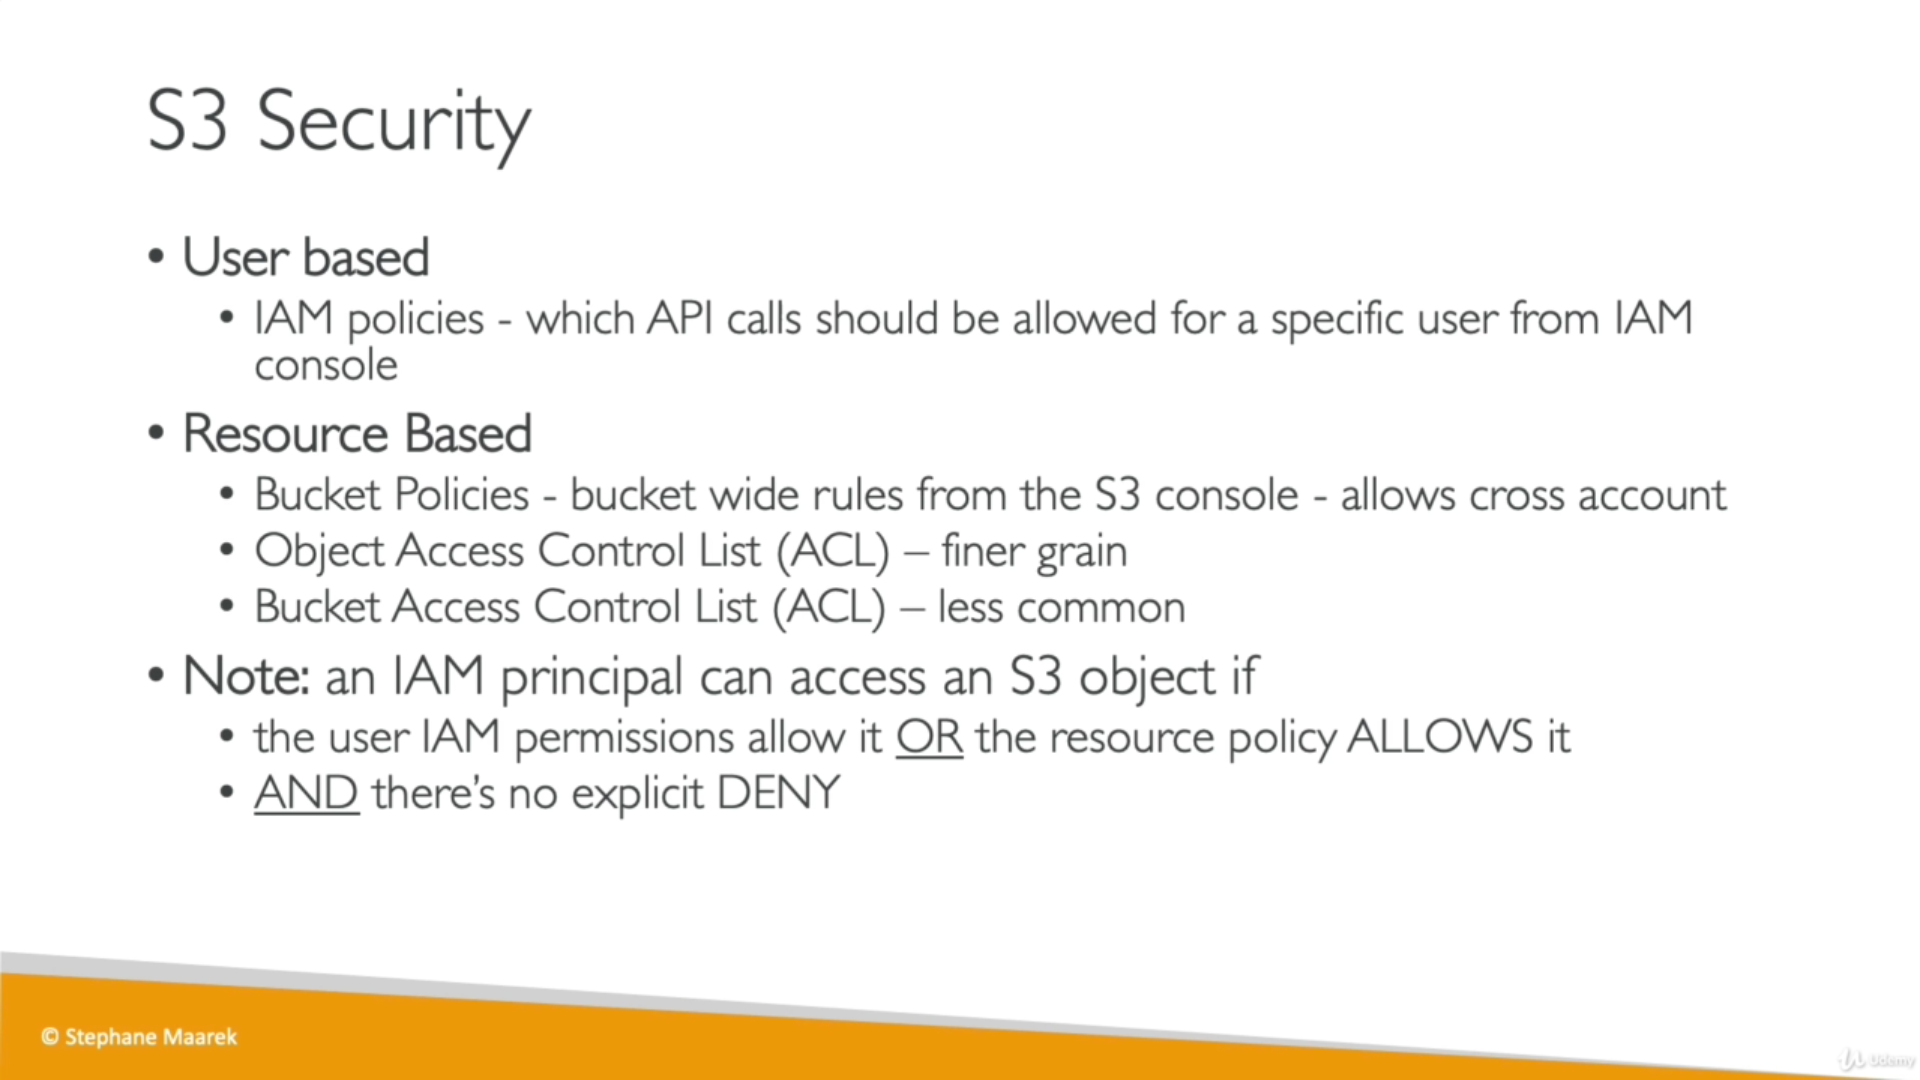 S3 Security
• User based
• IAM policies - which API calls should be allowed for a specific user from IAM
console
• Resource Based
• Bucket Policies - bucket wide rules from the S3 console - allows cross account
• Object Access Control List (ACL) – finer grain
• Bucket Access Control List (ACL) – less common
• Note: an IAM principal can access an S3 object if
• the user IAM permissions allow it OR the resource policy ALLOWS it
• AND there’s no explicit DENY
© Stephane Maarek
Udemy